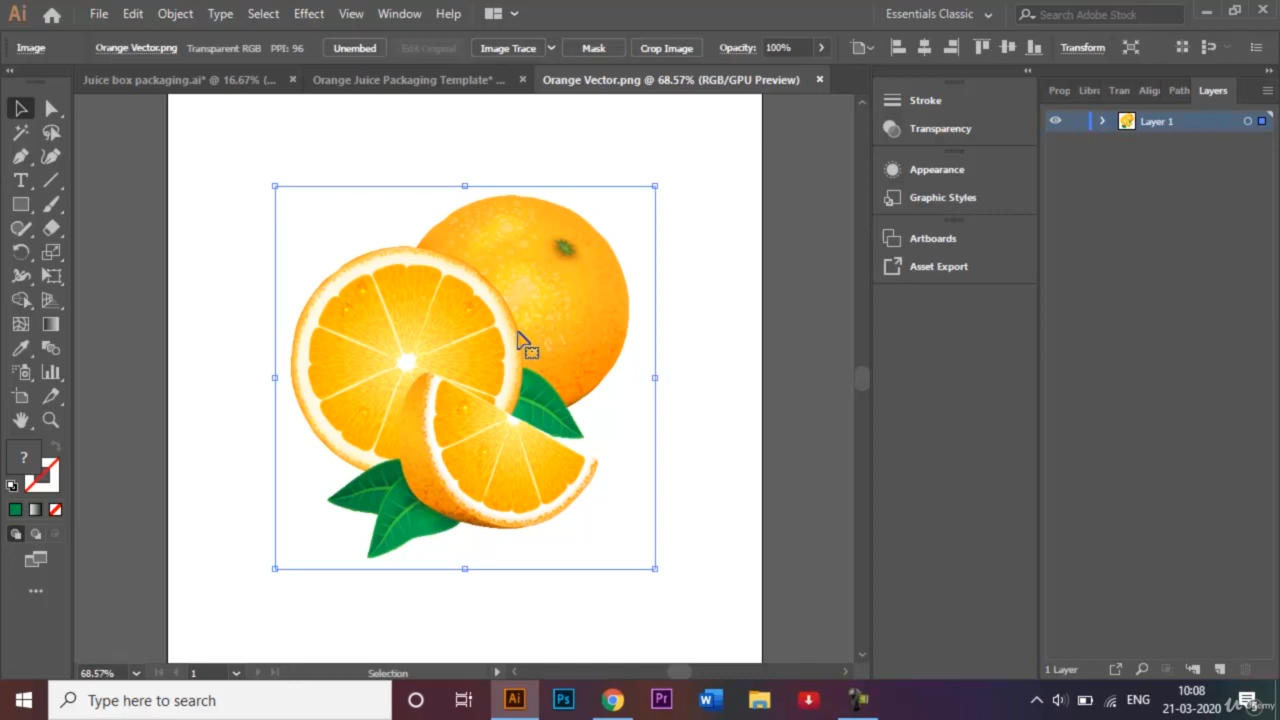 Ai File Edit Object Type Select Effect View Window Help Essentials Classic Search Adobe Stock
Image Orange Vector.png Transparent RGB PPI: 96 Unembed Edit Original Image Trace Mask Crop Image Opacity: 100% Transform
Juice box packaging.ai* @ 16.67% (... Orange Juice Packaging Template* ... Orange Vector.png @ 68.57% (RGB/GPU Preview)
Prop Libra Tran Align Path Layers
Stroke
Transparency
Appearance
Graphic Styles
Artboards
Asset Export
Layer 1
?
68.57% 1 Selection
1 Layer
Type here to search
Ai Ps Pr W
ENG
10:08
21-03-2020